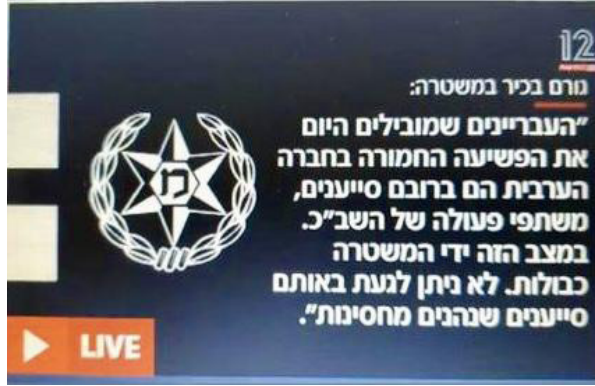 12
גורם בכיר במשטרה:
"העבריינים שמובילים היום
את הפשיעה החמורה בחברה
הערבית הם ברובם סייענים,
משתפי פעולה של השב"כ.
במצב הזה ידי המשטרה
כבולות. לא ניתן לגעת באותם
סייענים שנהנים מחסינות".
LIVE